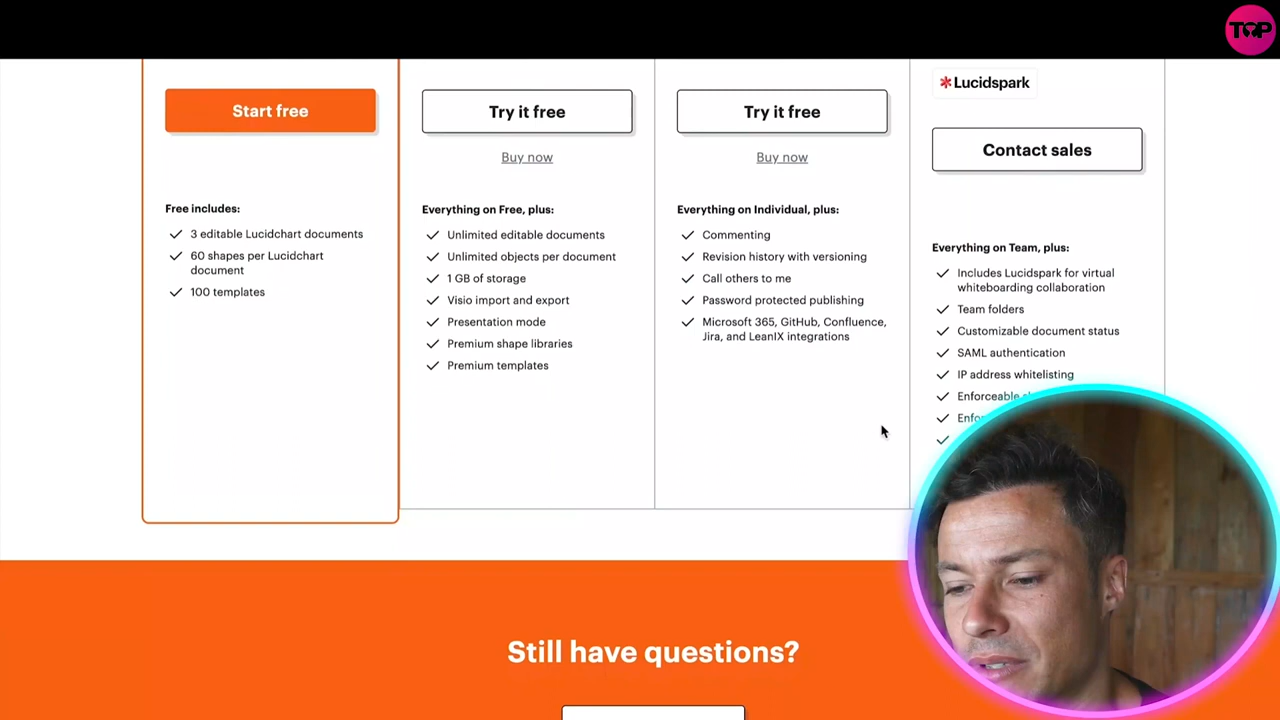 TOP
Start free
Free includes:
3 editable Lucidchart documents
60 shapes per Lucidchart
document
100 templates
Try it free
Buy now
Everything on Free, plus:
Unlimited editable documents
Unlimited objects per document
1 GB of storage
Visio import and export
Presentation mode
Premium shape libraries
Premium templates
Try it free
Buy now
Everything on Individual, plus:
Commenting
Revision history with versioning
Call others to me
Password protected publishing
Microsoft 365, GitHub, Confluence,
Jira, and LeanIX integrations
Lucidspark
Contact sales
Everything on Team, plus:
Includes Lucidspark for virtual
whiteboarding collaboration
Team folders
Customizable document status
SAML authentication
IP address whitelisting
Enforceable
Still have questions?